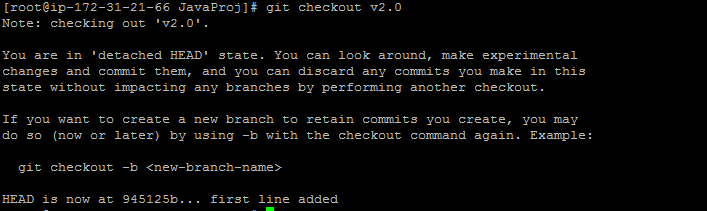 [root@ip-172-31-21-66 JavaProj]# git checkout v2.0
Note: checking out 'v2.0'.
You are in 'detached HEAD' state. You can look around, make experimental
changes and commit them, and you can discard any commits you make in this
state without impacting any branches by performing another checkout.
If you want to create a new branch to retain commits you create, you may
do so (now or later) by using -b with the checkout command again. Example:
git checkout -b <new-branch-name>
HEAD is now at 945125b... first line added